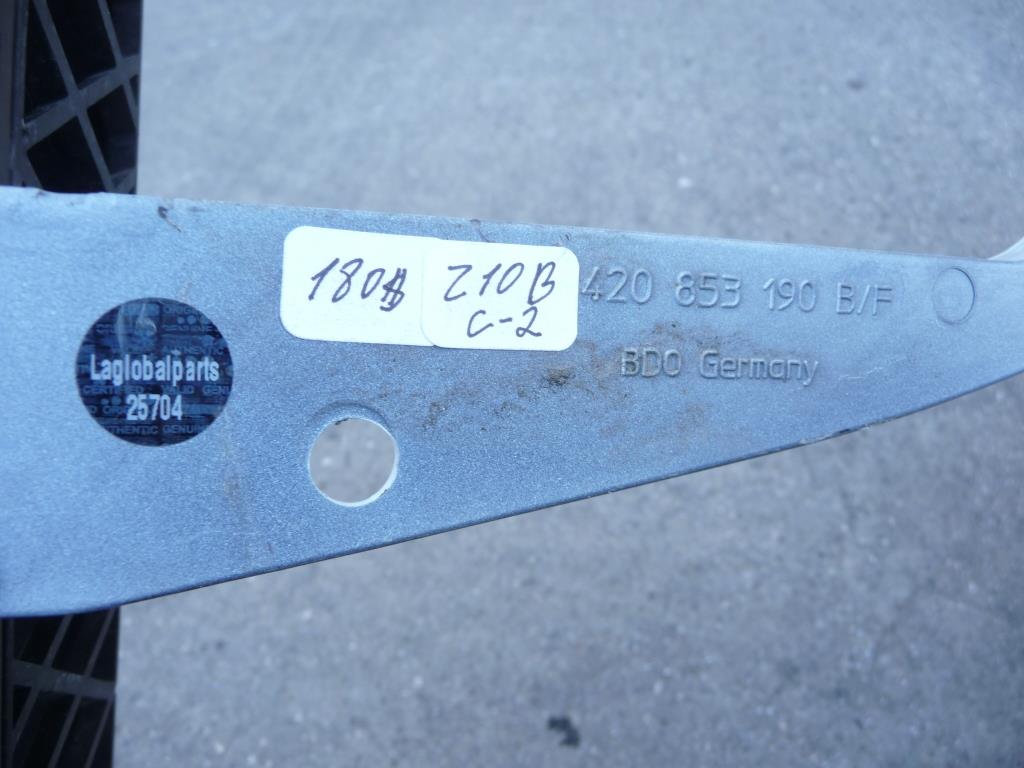 180$
Z10B
C-2
420 853 190 B/F
BDO Germany
Laglobalparts
25704